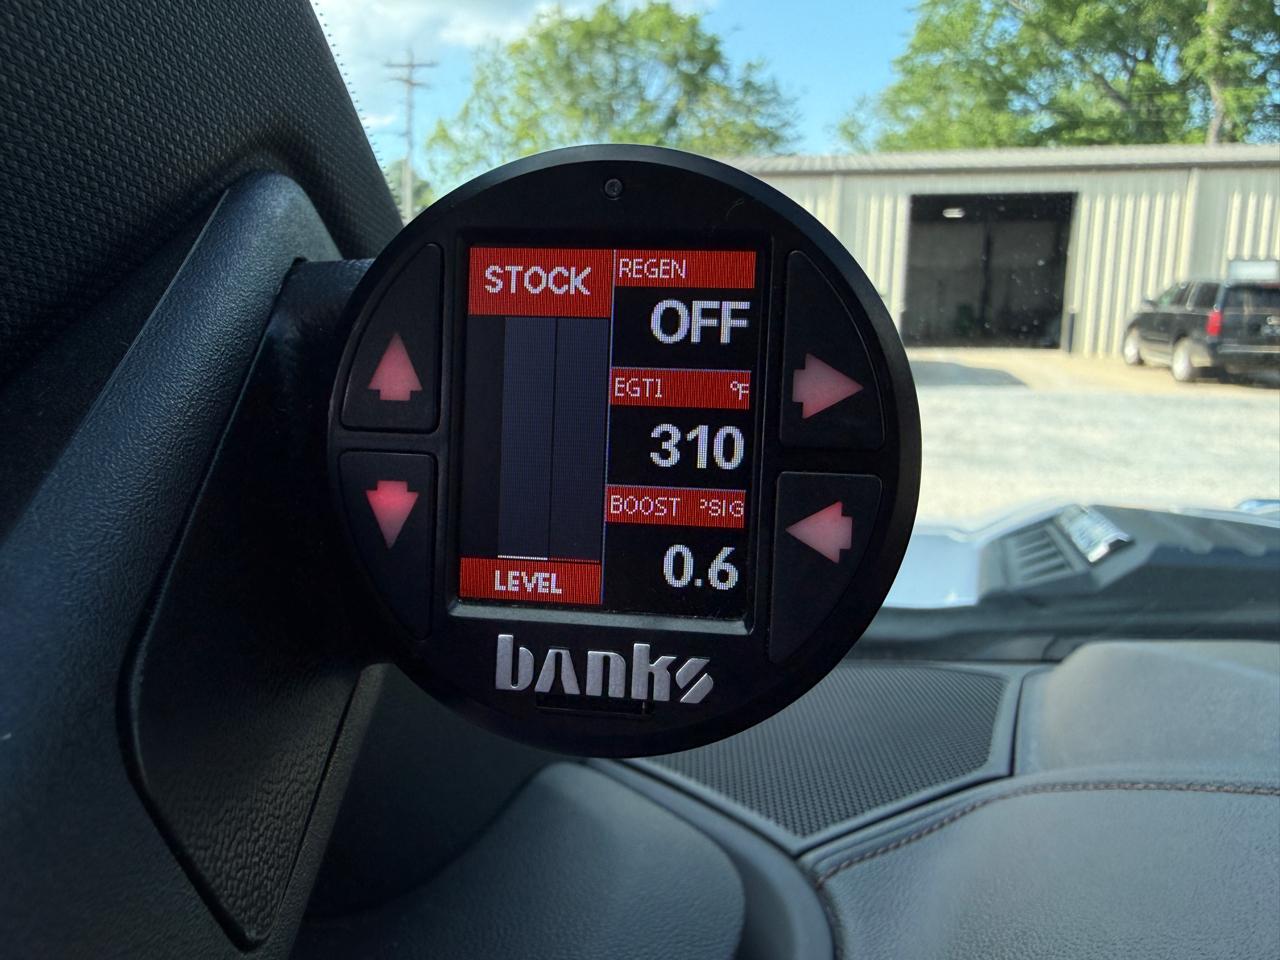 STOCK
REGEN
OFF
EGT1 °F
310
BOOST PSIG
0.6
LEVEL
banks